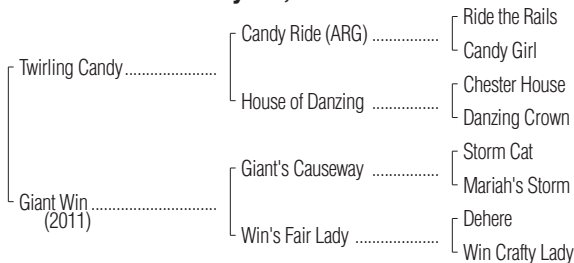 Ride the Rails
Candy Ride (ARG) ................
Candy Girl
Twirling Candy ......................
Chester House
House of Danzing ................
Danzing Crown
Storm Cat
Giant's Causeway ................
Mariah's Storm
Giant Win ..............................
(2011)
Dehere
Win's Fair Lady ....................
Win Crafty Lady